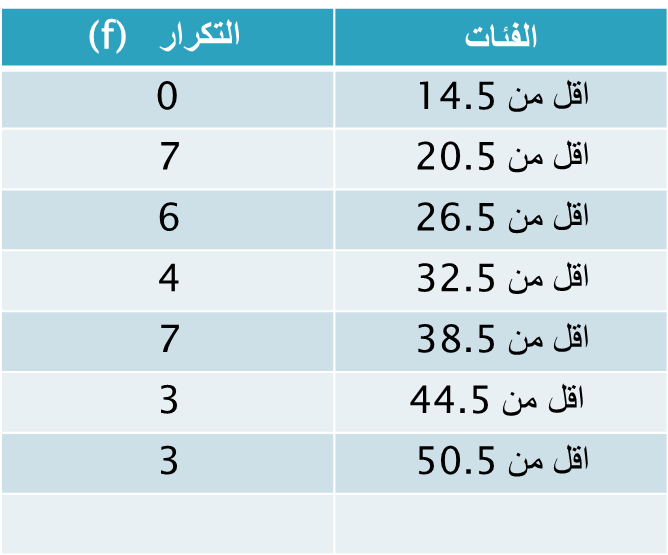 الفئات التكرار (f)
اقل من 14.5 0
اقل من 20.5 7
اقل من 26.5 6
اقل من 32.5 4
اقل من 38.5 7
اقل من 44.5 3
اقل من 50.5 3